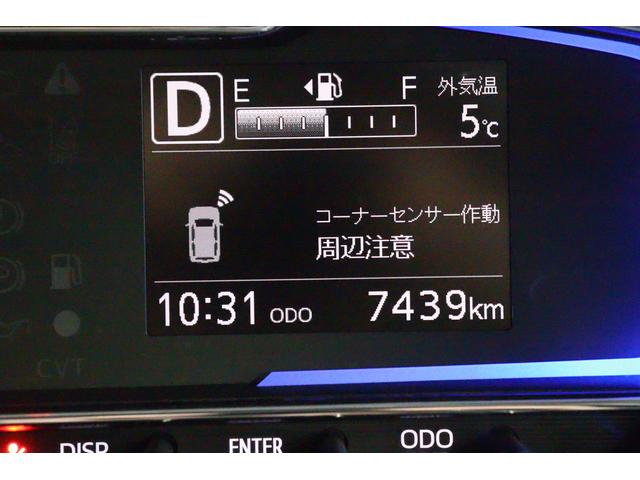 D E F 外気温
5℃
コーナーセンサー作動
周辺注意
10:31 ODO 7439km
OFF
CVT
DISP ENTER ODO